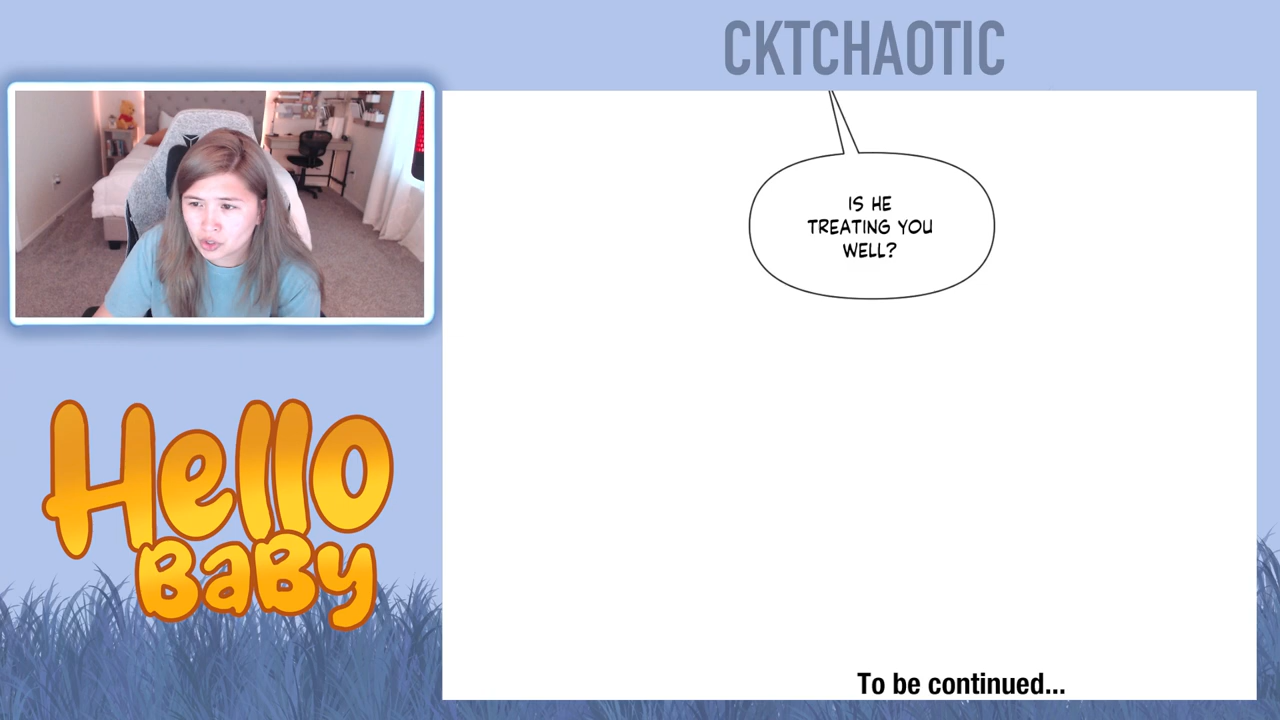 CKTCHAOTIC
IS HE
TREATING YOU
WELL?
Hello
BaBy
To be continued...